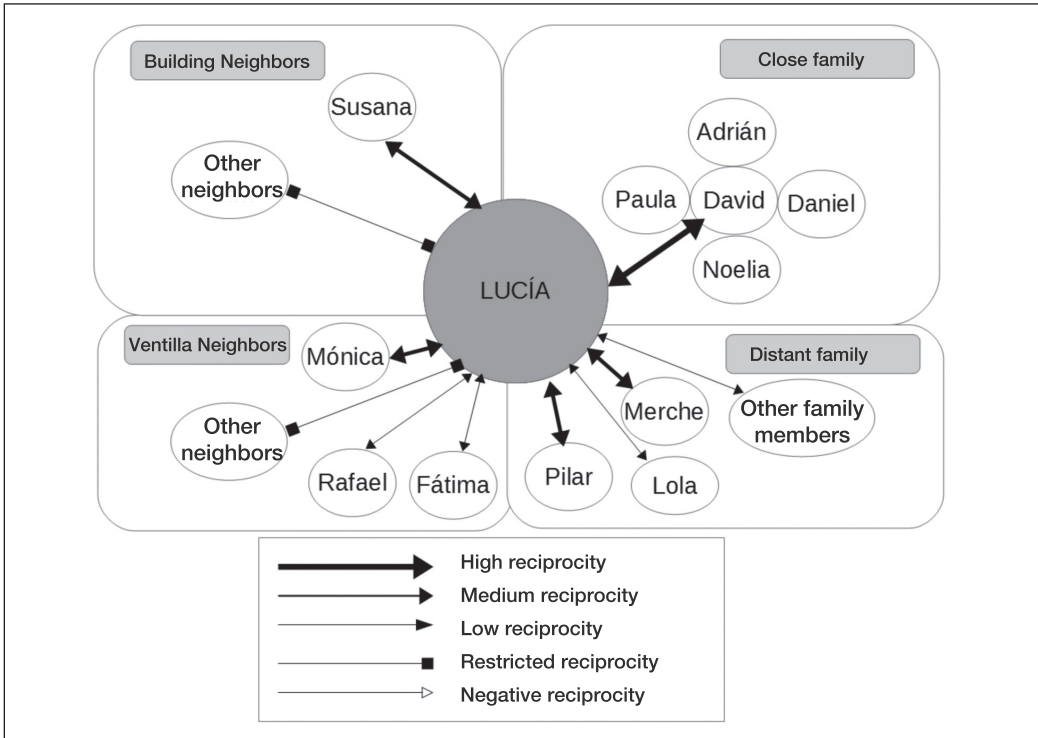 Building Neighbors
Susana
Other
neighbors
Close family
Adrián
Paula
David
Daniel
Noelia
LUCÍA
Ventilla Neighbors
Mónica
Other
neighbors
Rafael
Fátima
Distant family
Merche
Other family
members
Pilar
Lola
High reciprocity
Medium reciprocity
Low reciprocity
Restricted reciprocity
Negative reciprocity